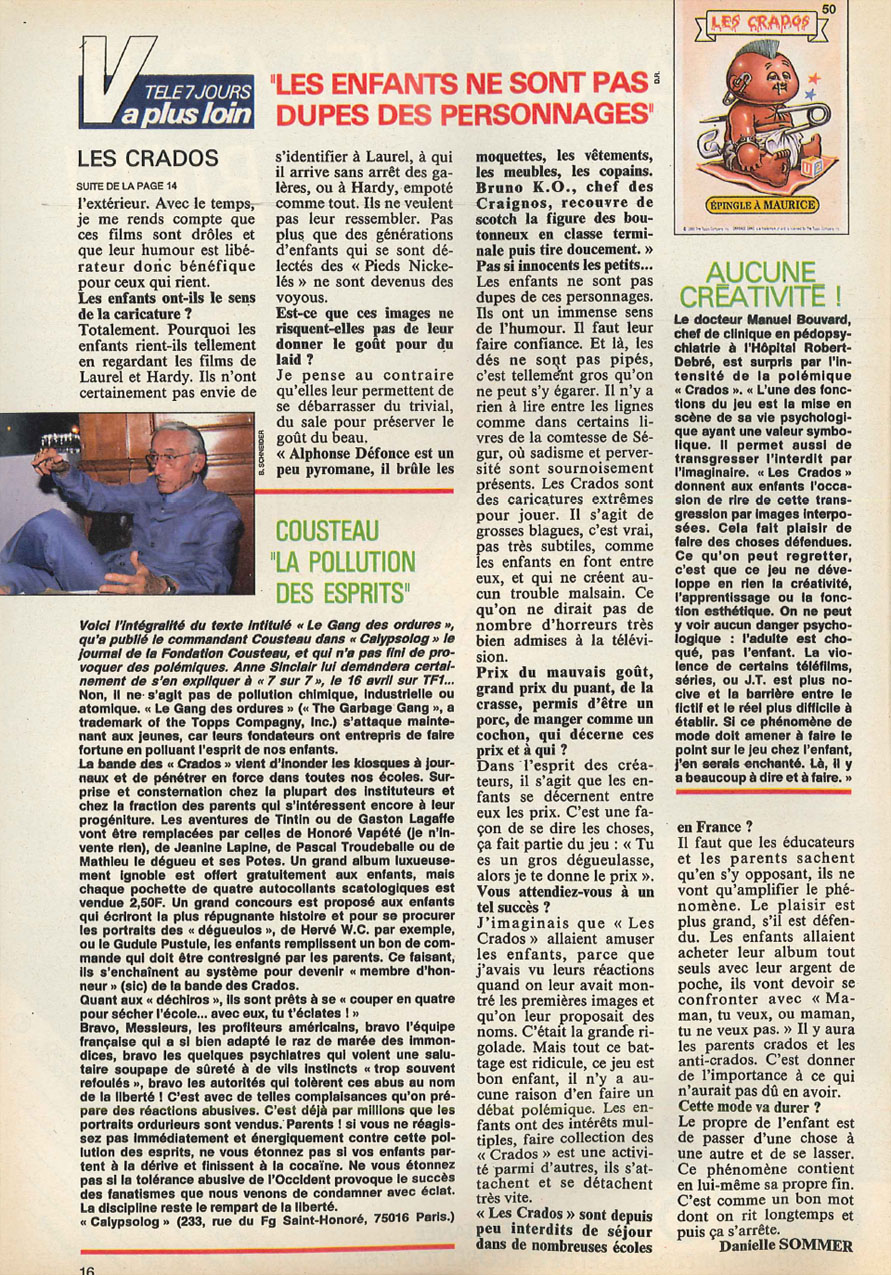 V
TELE 7 JOURS
a plus loin
"LES ENFANTS NE SONT PAS
DUPES DES PERSONNAGES"
D.R.
LES CRADOS
SUITE DE LA PAGE 14
l'extérieur. Avec le temps,
je me rends compte que
ces films sont drôles et
que leur humour est libé-
rateur donc bénéfique
pour ceux qui rient.
Les enfants ont-ils le sens
de la caricature ?
Totalement. Pourquoi les
enfants rient-ils tellement
en regardant les films de
Laurel et Hardy. Ils n'ont
certainement pas envie de
s'identifier à Laurel, à qui
il arrive sans arrêt des ga-
lères, ou à Hardy, empoté
comme tout. Ils ne veulent
pas leur ressembler. Pas
plus que des générations
d'enfants qui se sont dé-
lectés des « Pieds Nicke-
lés » ne sont devenus des
voyous.
Est-ce que ces images ne
risquent-elles pas de leur
donner le goût pour du
laid ?
Je pense au contraire
qu'elles leur permettent de
se débarrasser du trivial,
du sale pour préserver le
goût du beau.
« Alphonse Défonce est un
peu pyromane, il brûle les
moquettes, les vêtements,
les meubles, les copains.
Bruno K.O., chef des
Craignos, recouvre de
scotch la figure des bou-
tonneux en classe termi-
nale puis tire doucement. »
Pas si innocents les petits...
Les enfants ne sont pas
dupes de ces personnages.
Ils ont un immense sens
de l'humour. Il faut leur
faire confiance. Et là, les
dés ne sont pas pipés,
c'est tellement gros qu'on
ne peut s'y égarer. Il n'y a
rien à lire entre les lignes
comme dans certains li-
vres de la comtesse de Sé-
gur, où sadisme et perver-
sité sont sournoisement
présents. Les Crados sont
des caricatures extrêmes
pour jouer. Il s'agit de
grosses blagues, c'est vrai,
pas très subtiles, comme
les enfants en font entre
eux, et qui ne créent au-
cun trouble malsain. Ce
qu'on ne dirait pas de
nombre d'horreurs très
bien admises à la télévi-
sion.
Prix du mauvais goût,
grand prix du puant, de la
crasse, permis d'être un
porc, de manger comme un
cochon, qui décerne ces
prix et à qui ?
Dans l'esprit des créa-
teurs, il s'agit que les en-
fants se décernent entre
eux les prix. C'est une fa-
çon de se dire les choses,
ça fait partie du jeu : « Tu
es un gros dégueulasse,
alors je te donne le prix ».
Vous attendiez-vous à un
tel succès ?
J'imaginais que « Les
Crados » allaient amuser
les enfants, parce que
j'avais vu leurs réactions
quand on leur avait mon-
tré les premières images et
qu'on leur proposait des
noms. C'était la grande ri-
golade. Mais tout ce bat-
tage est ridicule, ce jeu est
bon enfant, il n'y a au-
cune raison d'en faire un
débat polémique. Les en-
fants ont des intérêts mul-
tiples, faire collection des
« Crados » est une activi-
té parmi d'autres, ils s'at-
tachent et se détachent
très vite.
« Les Crados » sont depuis
peu interdits de séjour
dans de nombreuses écoles
en France ?
Il faut que les éducateurs
et les parents sachent
qu'en s'y opposant, ils ne
vont qu'amplifier le phé-
nomène. Le plaisir est
plus grand, s'il est défen-
du. Les enfants allaient
acheter leur album tout
seuls avec leur argent de
poche, ils vont devoir se
confronter avec « Ma-
man, tu veux, ou maman,
tu ne veux pas. » Il y aura
les parents crados et les
anti-crados. C'est donner
de l'importance à ce qui
n'aurait pas dû en avoir.
Cette mode va durer ?
Le propre de l'enfant est
de passer d'une chose à
une autre et de se lasser.
Ce phénomène contient
en lui-même sa propre fin.
C'est comme un bon mot
dont on rit longtemps et
puis ça s'arrête.
Danielle SOMMER
50
LES CRADOS
ÉPINGLE À MAURICE
AUCUNE
CRÉATIVITÉ !
Le docteur Manuel Bouvard,
chef de clinique en pédopsy-
chiatrie à l'Hôpital Robert-
Debré, est surpris par l'in-
tensité de la polémique
« Crados ». « L'une des fonc-
tions du jeu est la mise en
scène de sa vie psychologi-
que ayant une valeur symbo-
lique. Il permet aussi de
transgresser l'interdit par
l'imaginaire. « Les Crados »
donnent aux enfants l'occa-
sion de rire de cette trans-
gression par images interpo-
sées. Cela fait plaisir de
faire des choses défendues.
Ce qu'on peut regretter,
c'est que ce jeu ne déve-
loppe en rien la créativité,
l'apprentissage ou la fonc-
tion esthétique. On ne peut
y voir aucun danger psycho-
logique : l'adulte est cho-
qué, pas l'enfant. La vio-
lence de certains téléfilms,
séries, ou J.T. est plus no-
cive et la barrière entre le
fictif et le réel plus difficile à
établir. Si ce phénomène de
mode doit amener à faire le
point sur le jeu chez l'enfant,
j'en serais enchanté. Là, il y
a beaucoup à dire et à faire. »
B. SCHNEIDER
COUSTEAU
"LA POLLUTION
DES ESPRITS"
Voici l'intégralité du texte intitulé « Le Gang des ordures »,
qu'a publié le commandant Cousteau dans « Calypsolog » le
journal de la Fondation Cousteau, et qui n'a pas fini de pro-
voquer des polémiques. Anne Sinclair lui demandera certai-
nement de s'en expliquer à « 7 sur 7 », le 16 avril sur TF1...
Non, il ne s'agit pas de pollution chimique, industrielle ou
atomique. « Le Gang des ordures » (« The Garbage Gang », a
trademark of the Topps Compagny, Inc.) s'attaque mainte-
nant aux jeunes, car leurs fondateurs ont entrepris de faire
fortune en polluant l'esprit de nos enfants.
La bande des « Crados » vient d'inonder les kiosques à jour-
naux et de pénétrer en force dans toutes nos écoles. Sur-
prise et consternation chez la plupart des instituteurs et
chez la fraction des parents qui s'intéressent encore à leur
progéniture. Les aventures de Tintin ou de Gaston Lagaffe
vont être remplacées par celles de Honoré Vapété (je n'in-
vente rien), de Jeanine Lapine, de Pascal Troudeballe ou de
Mathieu le dégueu et ses Potes. Un grand album luxueuse-
ment ignoble est offert gratuitement aux enfants, mais
chaque pochette de quatre autocollants scatologiques est
vendue 2,50F. Un grand concours est proposé aux enfants
qui écriront la plus répugnante histoire et pour se procurer
les portraits des « dégueulos », de Hervé W.C. par exemple,
ou le Gudule Pustule, les enfants remplissent un bon de com-
mande qui doit être contresigné par les parents. Ce faisant,
ils s'enchaînent au système pour devenir « membre d'hon-
neur » (sic) de la bande des Crados.
Quant aux « déchiros », ils sont prêts à se « couper en quatre
pour sécher l'école... avec eux, tu t'éclates ! »
Bravo, Messieurs, les profiteurs américains, bravo l'équipe
française qui a si bien adapté le raz de marée des immon-
dices, bravo les quelques psychiatres qui voient une salu-
taire soupape de sûreté à de vils instincts « trop souvent
refoulés », bravo les autorités qui tolèrent ces abus au nom
de la liberté ! C'est avec de telles complaisances qu'on pré-
pare des réactions abusives. C'est déjà par millions que les
portraits orduriers sont vendus. Parents ! si vous ne réagis-
sez pas immédiatement et énergiquement contre cette pol-
lution des esprits, ne vous étonnez pas si vos enfants par-
tent à la dérive et finissent à la cocaïne. Ne vous étonnez
pas si la tolérance abusive de l'Occident provoque le succès
des fanatismes que nous venons de condamner avec éclat.
La discipline reste le rempart de la liberté.
« Calypsolog » (233, rue du Fg Saint-Honoré, 75016 Paris.)
16